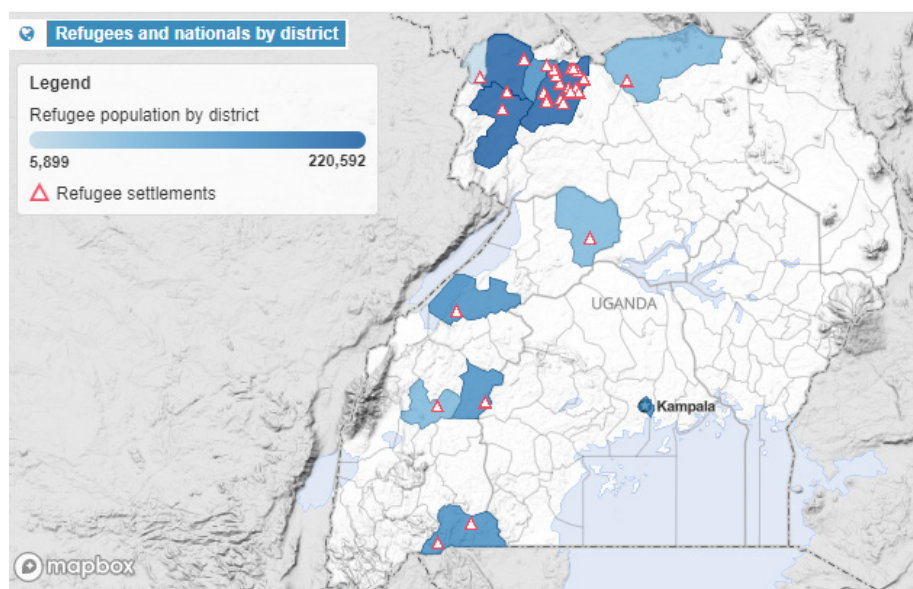 Refugees and nationals by district
Legend
Refugee population by district
5,899 220,592
Refugee settlements
UGANDA
Kampala
mapbox